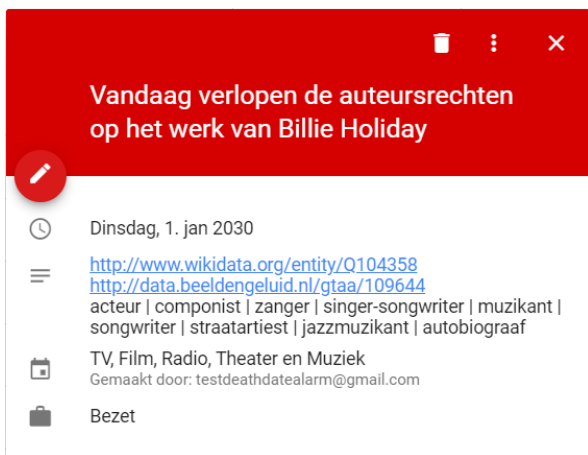 Vandaag verlopen de auteursrechten
op het werk van Billie Holiday
Dinsdag, 1. jan 2030
http://www.wikidata.org/entity/Q104358
http://data.beeldengeluid.nl/gtaa/109644
acteur | componist | zanger | singer-songwriter | muzikant |
songwriter | straatartiest | jazzmuzikant | autobiograaf
TV, Film, Radio, Theater en Muziek
Gemaakt door: testdeathdatealarm@gmail.com
Bezet